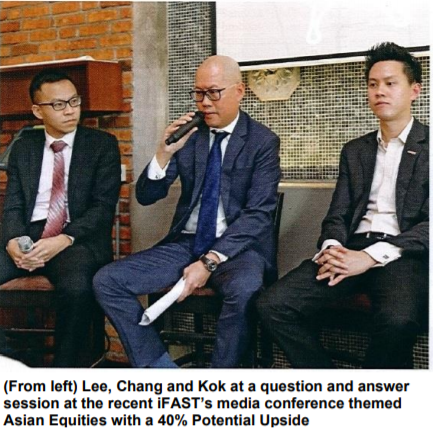 (From left) Lee, Chang and Kok at a question and answer
session at the recent iFAST's media conference themed
Asian Equities with a 40% Potential Upside